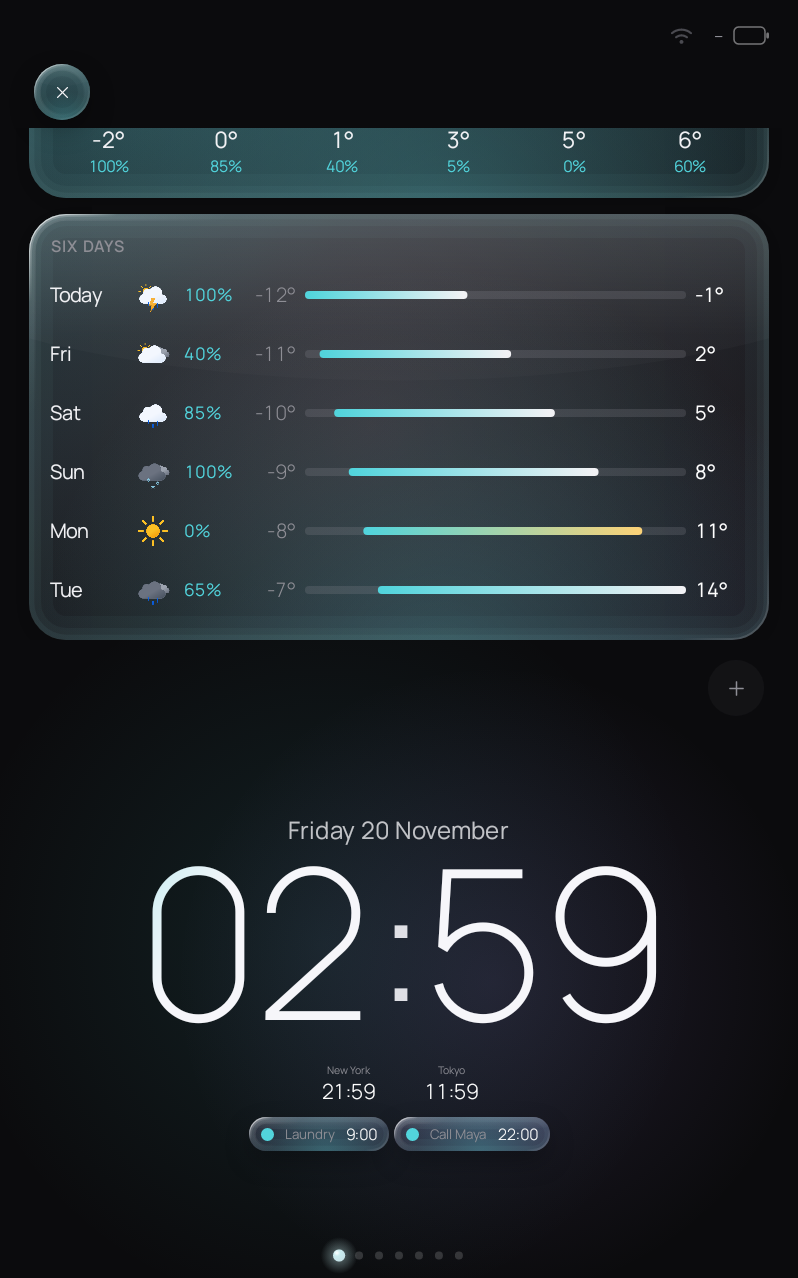 –
-2° 0° 1° 3° 5° 6°
100% 85% 40% 5% 0% 60%
SIX DAYS
Today 100% -12° -1°
Fri 40% -11° 2°
Sat 85% -10° 5°
Sun 100% -9° 8°
Mon 0% -8° 11°
Tue 65% -7° 14°
Friday 20 November
02:59
New York Tokyo
21:59 11:59
Laundry 9:00 Call Maya 22:00